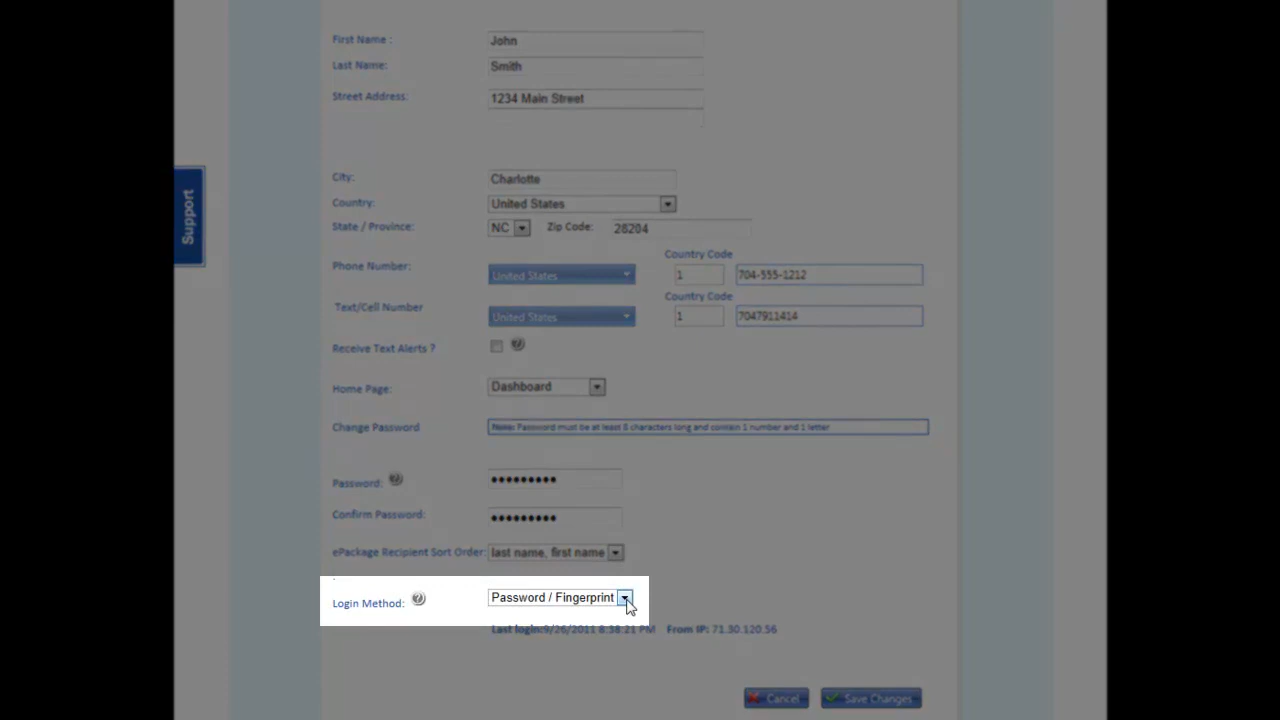 First Name :
John
Last Name:
Smith
Street Address:
1234 Main Street
Support
City:
Charlotte
Country:
United States
State / Province:
NC
Zip Code:
28204
Country Code
Phone Number:
United States
1
704-555-1212
Country Code
Text/Cell Number
United States
1
7047911414
Receive Text Alerts ?
Home Page:
Dashboard
Change Password
Note: Password must be at least 8 characters long and contain 1 number and 1 letter
Password:
•••••••••
Confirm Password:
•••••••••
ePackage Recipient Sort Order:
last name, first name
Login Method:
Password / Fingerprint
Last login:9/26/2011 8:38:21 PM From IP: 71.30.120.56
Cancel
Save Changes